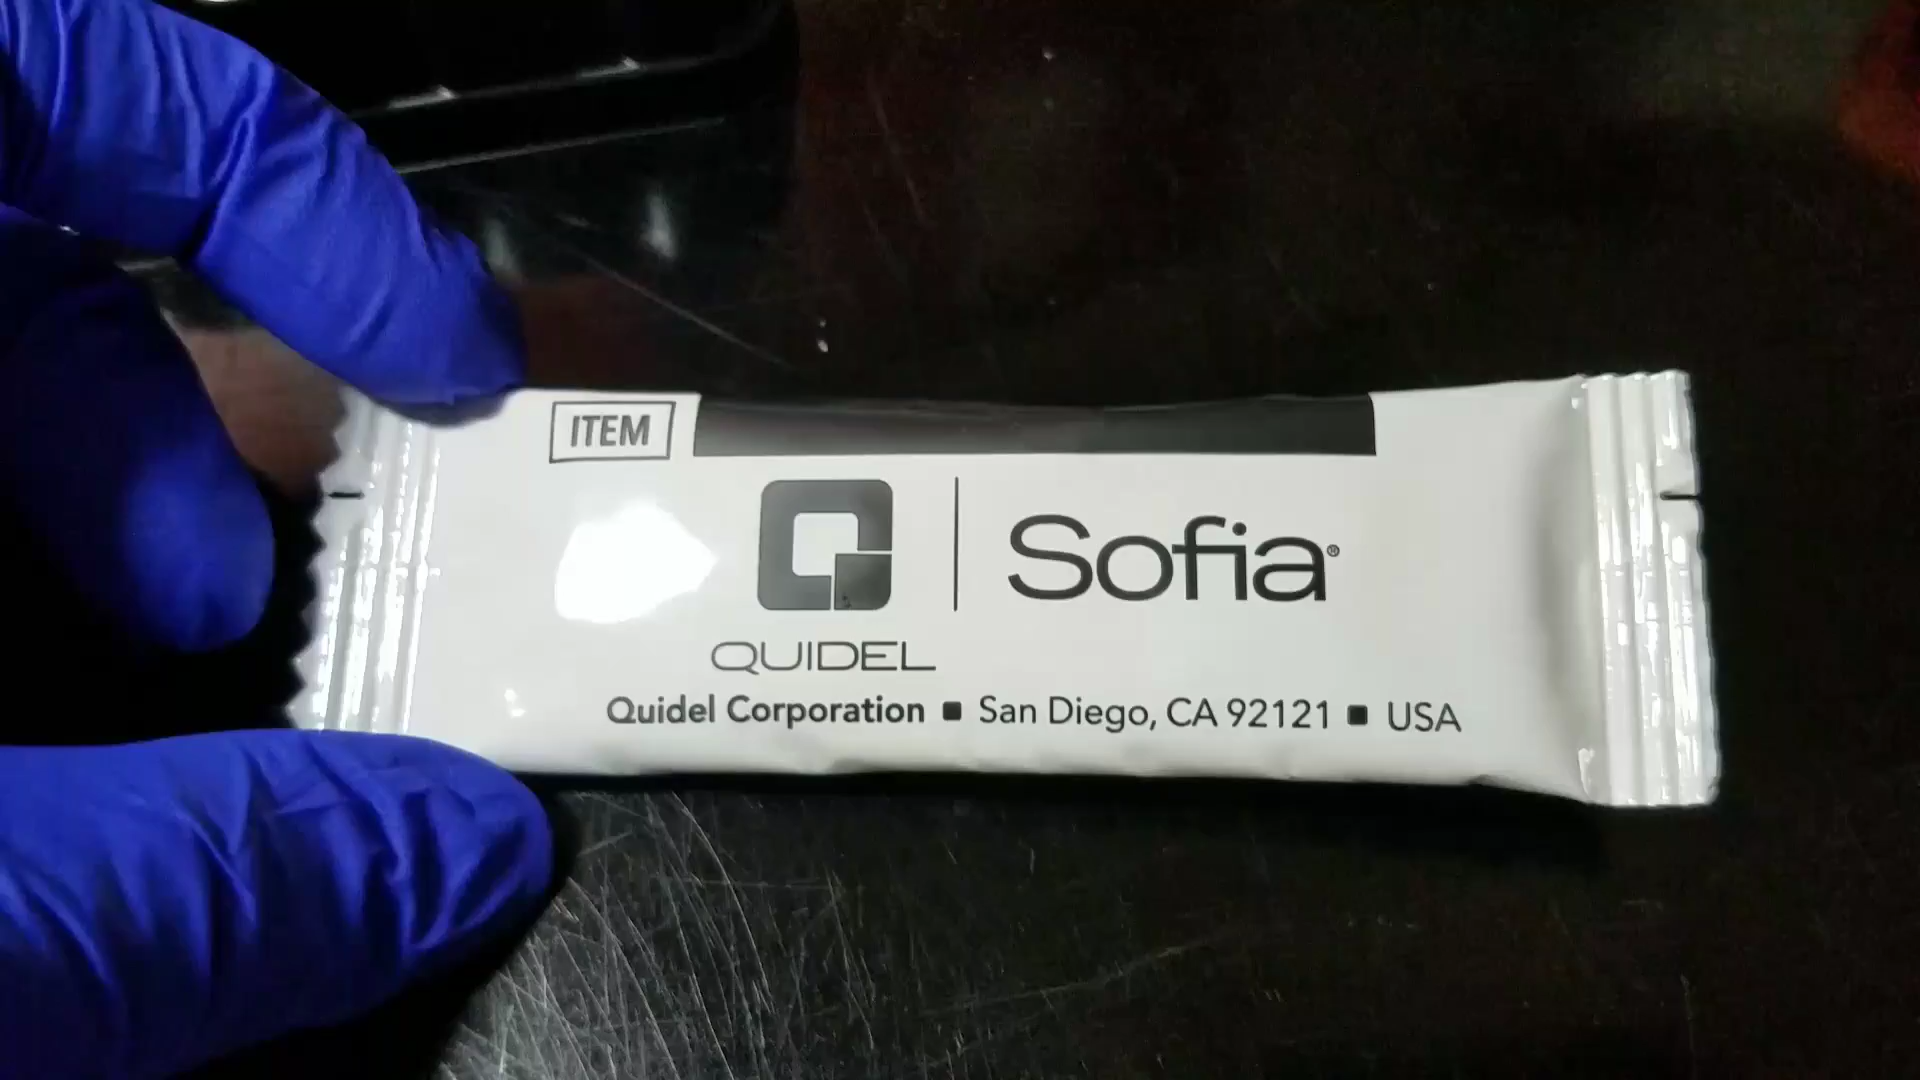 ITEM
Sofia®
QUIDEL
Quidel Corporation ■ San Diego, CA 92121 ■ USA